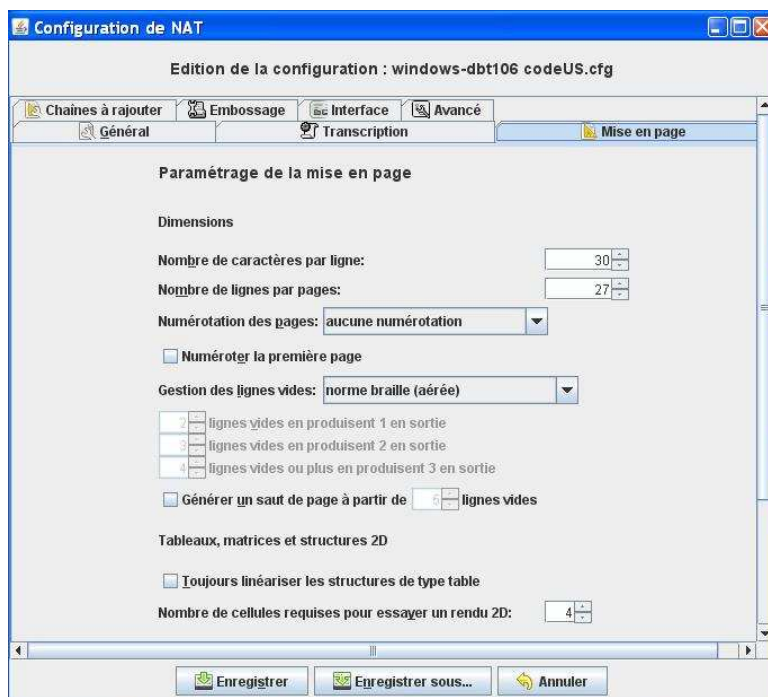 Configuration de NAT
Edition de la configuration : windows-dbt106 codeUS.cfg
Chaînes à rajouter Embossage Interface Avancé
Général Transcription Mise en page
Paramétrage de la mise en page
Dimensions
Nombre de caractères par ligne: 30
Nombre de lignes par pages: 27
Numérotation des pages: aucune numérotation
Numéroter la première page
Gestion des lignes vides: norme braille (aérée)
2 lignes vides en produisent 1 en sortie
3 lignes vides en produisent 2 en sortie
4 lignes vides ou plus en produisent 3 en sortie
Générer un saut de page à partir de 5 lignes vides
Tableaux, matrices et structures 2D
Toujours linéariser les structures de type table
Nombre de cellules requises pour essayer un rendu 2D: 4
Enregistrer Enregistrer sous... Annuler